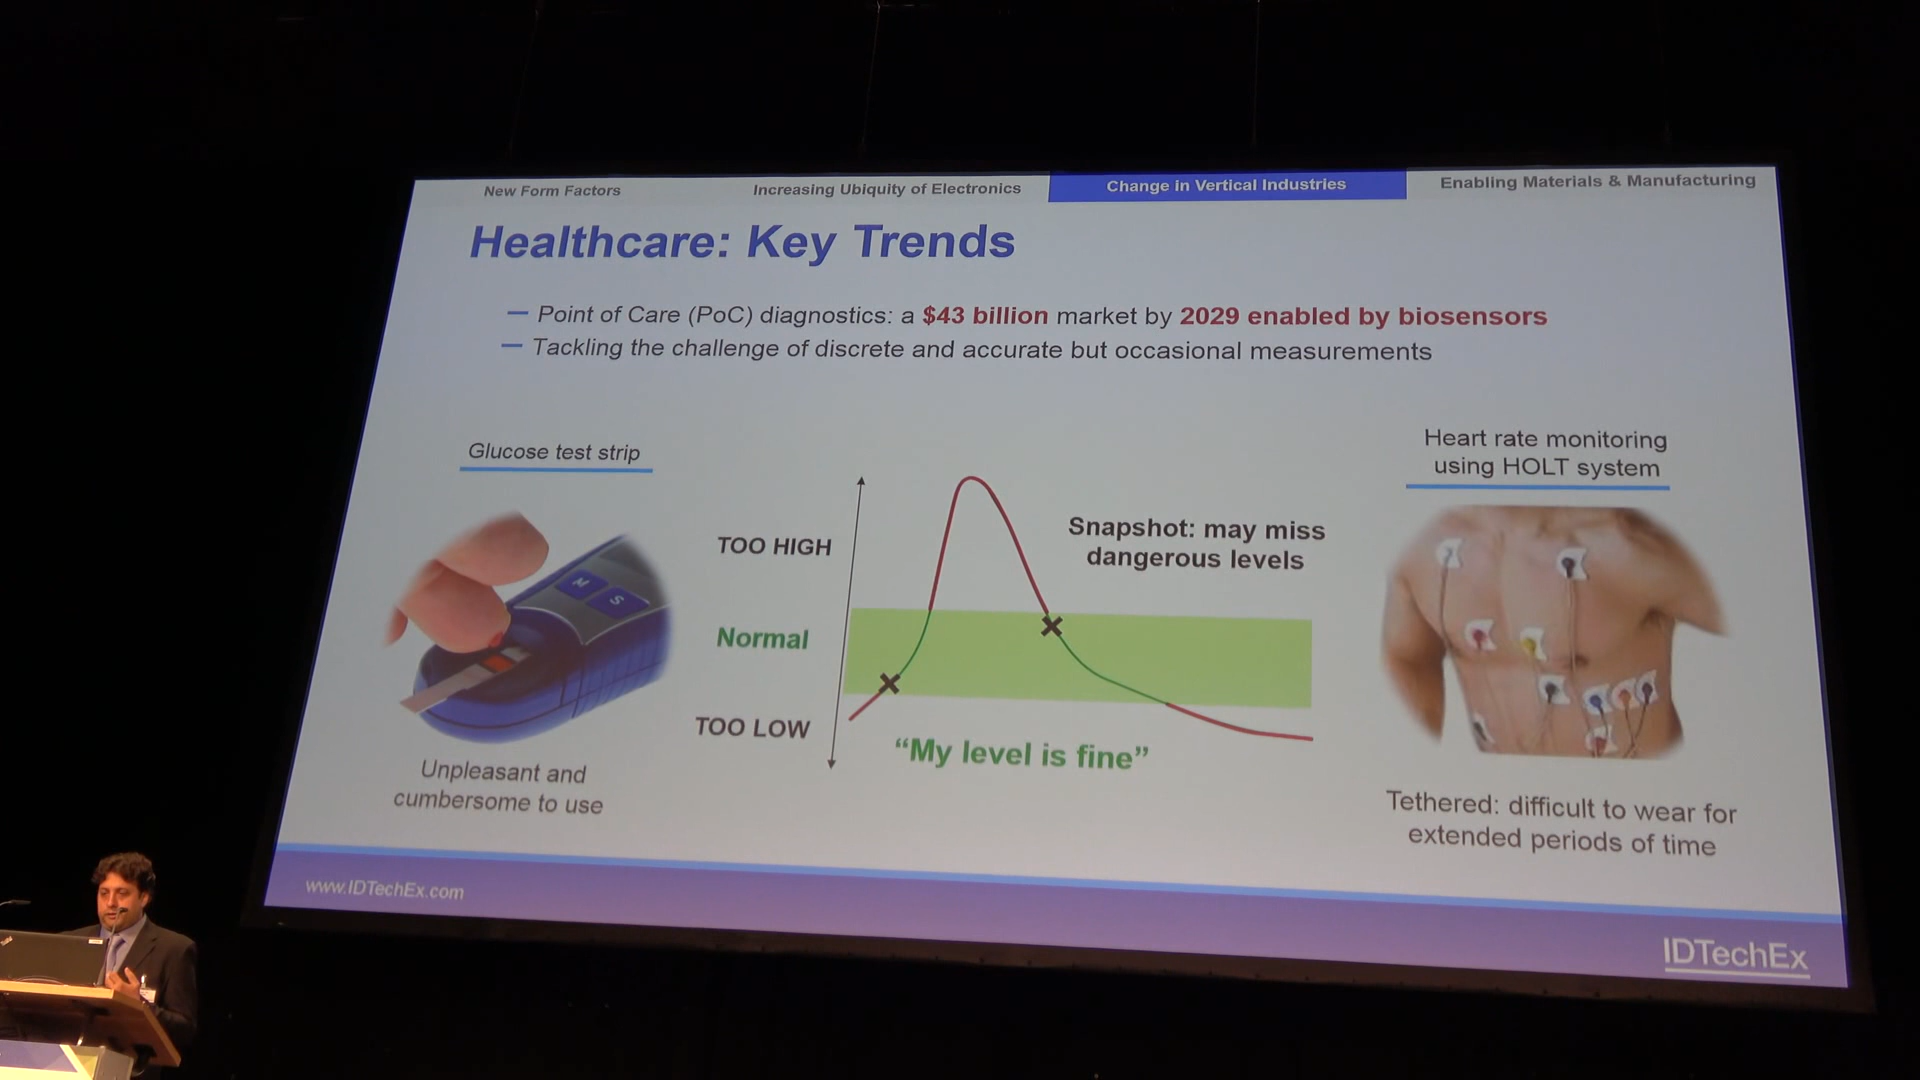 New Form Factors
Increasing Ubiquity of Electronics
Change in Vertical Industries
Enabling Materials & Manufacturing
Healthcare: Key Trends
— Point of Care (PoC) diagnostics: a $43 billion market by 2029 enabled by biosensors
— Tackling the challenge of discrete and accurate but occasional measurements
Glucose test strip
M
S
Unpleasant and
cumbersome to use
TOO HIGH
Normal
TOO LOW
Snapshot: may miss
dangerous levels
“My level is fine”
Heart rate monitoring
using HOLT system
Tethered: difficult to wear for
extended periods of time
www.IDTechEx.com
IDTechEx